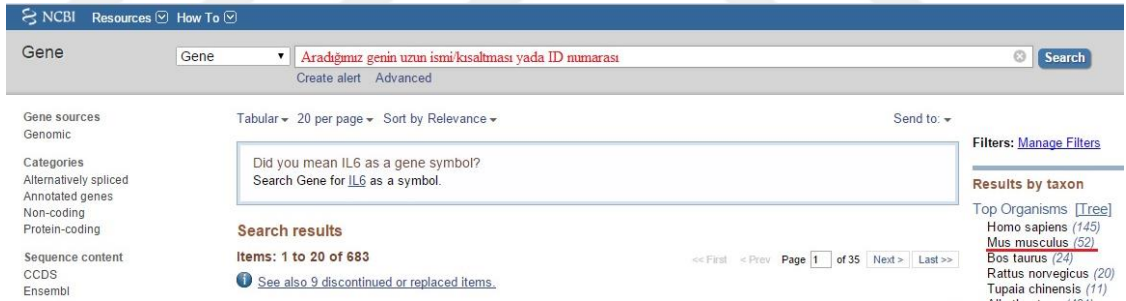 NCBI Resources How To
Gene
Gene
Aradığımız genin uzun ismi/kısaltması yada ID numarası
Search
Create alert Advanced
Gene sources
Genomic
Categories
Alternatively spliced
Annotated genes
Non-coding
Protein-coding
Sequence content
CCDS
Ensembl
Tabular 20 per page Sort by Relevance
Send to:
Did you mean IL6 as a gene symbol?
Search Gene for IL6 as a symbol.
Search results
Items: 1 to 20 of 683
<< First < Prev Page 1 of 35 Next > Last >>
See also 9 discontinued or replaced items.
Filters: Manage Filters
Results by taxon
Top Organisms [Tree]
Homo sapiens (145)
Mus musculus (52)
Bos taurus (24)
Rattus norvegicus (20)
Tupaia chinensis (11)